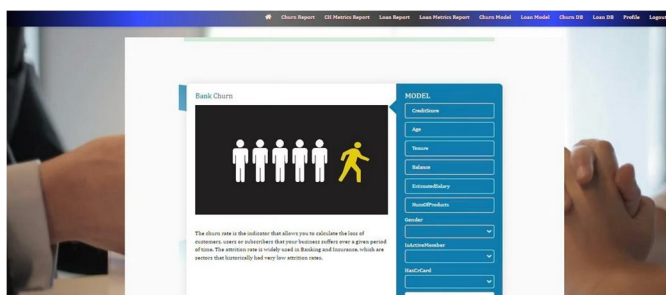 Churn Report CH Metrics Report Loan Report Loan Metrics Report Churn Model Loan Model Churn DB Loan DB Profile Logout
Bank Churn
The churn rate is the indicator that allows you to calculate the loss of
customers, users or subscribers that your business suffers over a given period
of time. The attrition rate is widely used in Banking and Insurance, which are
sectors that historically had very low attrition rates.
MODEL
CreditScore
Age
Tenure
Balance
EstimatedSalary
NumOfProducts
Gender
IsActiveMember
HasCrCard